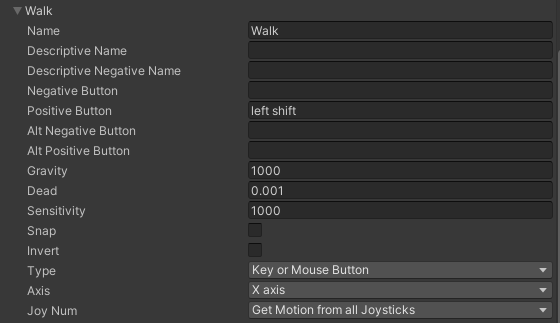 Walk
Name Walk
Descriptive Name
Descriptive Negative Name
Negative Button
Positive Button left shift
Alt Negative Button
Alt Positive Button
Gravity 1000
Dead 0.001
Sensitivity 1000
Snap
Invert
Type Key or Mouse Button
Axis X axis
Joy Num Get Motion from all Joysticks